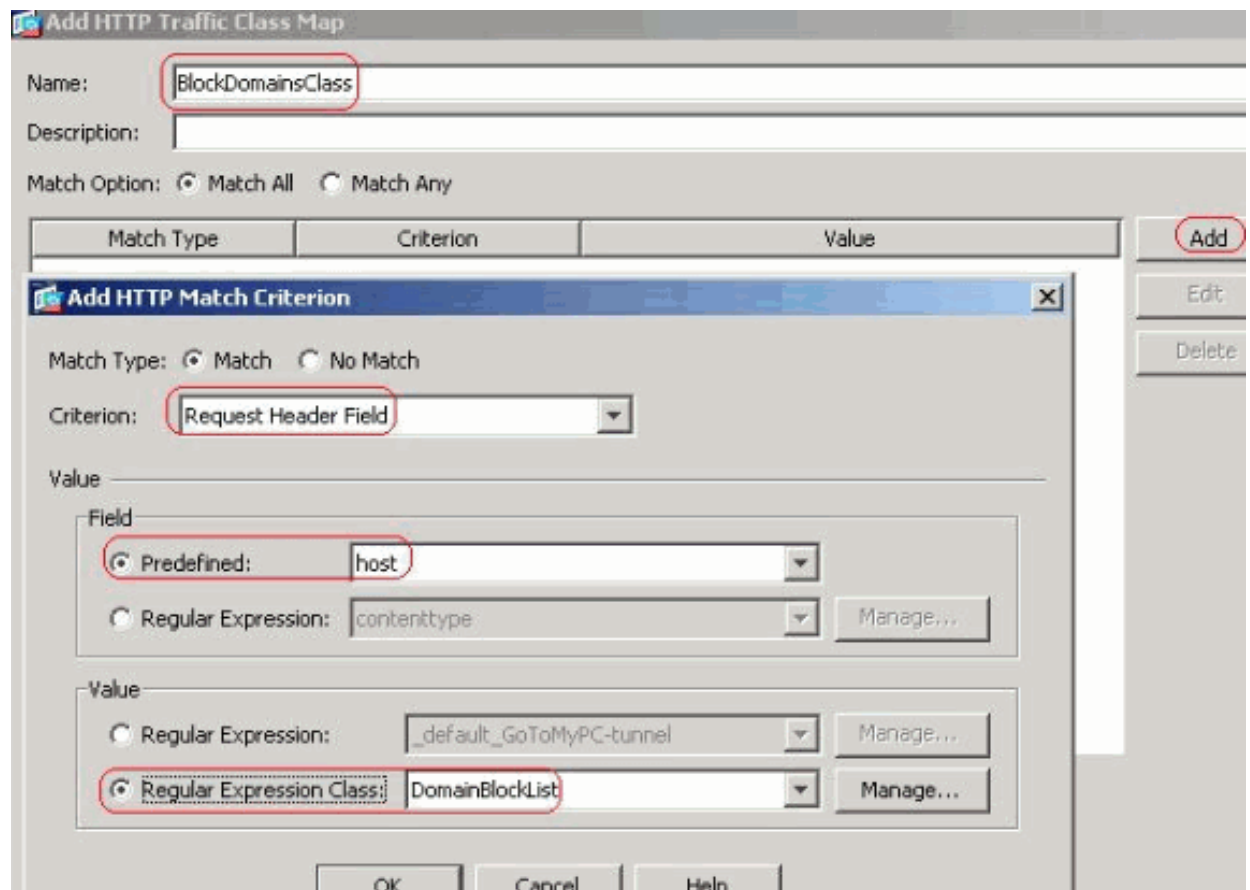 Add HTTP Traffic Class Map
Name: BlockDomainsClass
Description:
Match Option: Match All Match Any
Match Type Criterion Value
Add
Add HTTP Match Criterion
Edit
Match Type: Match No Match
Delete
Criterion: Request Header Field
Value
Field
Predefined: host
Regular Expression: contenttype Manage...
Value
Regular Expression: _default_GoToMyPC-tunnel Manage...
Regular Expression Class: DomainBlockList Manage...
OK Cancel Help